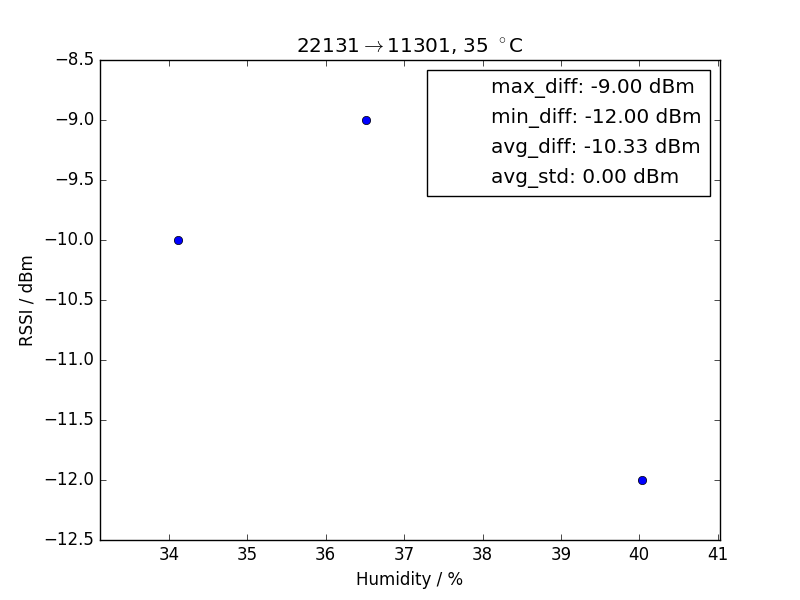 22131→11301, 35 °C
max_diff: -9.00 dBm
min_diff: -12.00 dBm
avg_diff: -10.33 dBm
avg_std: 0.00 dBm
RSSI / dBm
−8.5
−9.0
−9.5
−10.0
−10.5
−11.0
−11.5
−12.0
−12.5
34 35 36 37 38 39 40 41
Humidity / %